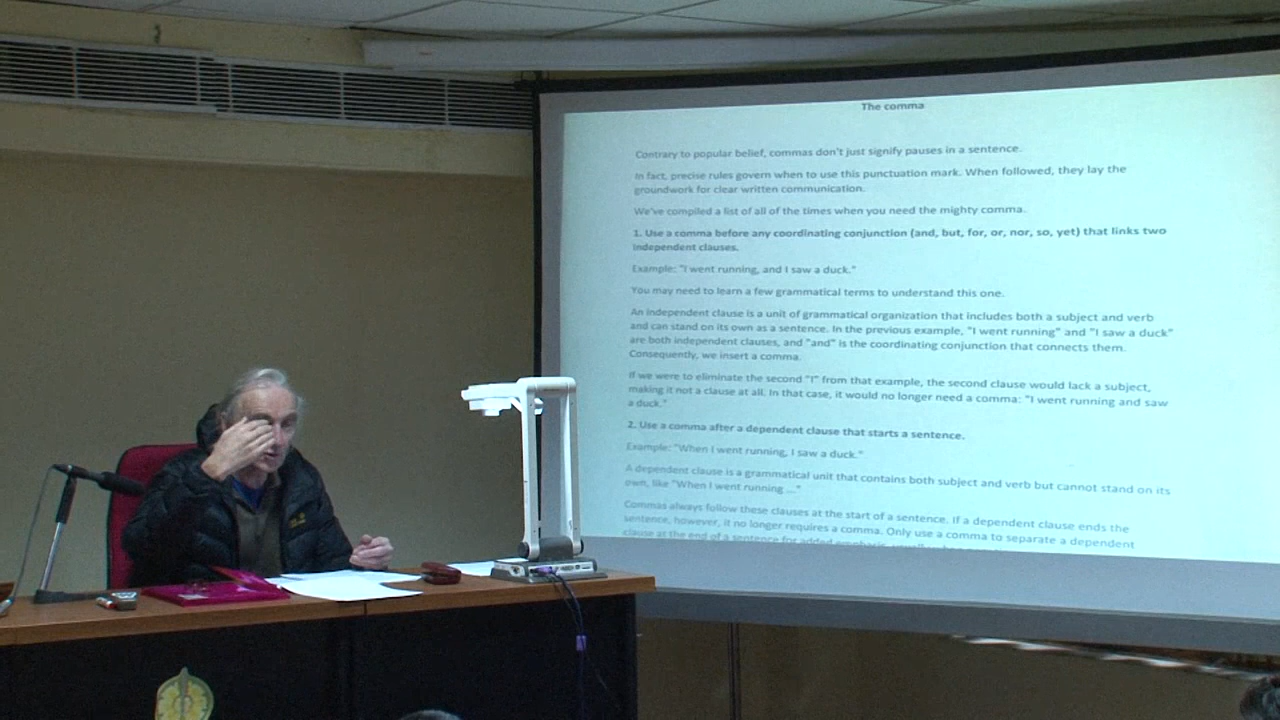 The comma
Contrary to popular belief, commas don't just signify pauses in a sentence.
In fact, precise rules govern when to use this punctuation mark. When followed, they lay the
groundwork for clear written communication.
We've compiled a list of all of the times when you need the mighty comma.
1. Use a comma before any coordinating conjunction (and, but, for, or, nor, so, yet) that links two
independent clauses.
Example: "I went running, and I saw a duck."
You may need to learn a few grammatical terms to understand this one.
An independent clause is a unit of grammatical organization that includes both a subject and verb
and can stand on its own as a sentence. In the previous example, "I went running" and "I saw a duck"
are both independent clauses, and "and" is the coordinating conjunction that connects them.
Consequently, we insert a comma.
If we were to eliminate the second "I" from that example, the second clause would lack a subject,
making it not a clause at all. In that case, it would no longer need a comma: "I went running and saw
a duck."
2. Use a comma after a dependent clause that starts a sentence.
Example: "When I went running, I saw a duck."
A dependent clause is a grammatical unit that contains both subject and verb but cannot stand on its
own, like "When I went running ..."
Commas always follow these clauses at the start of a sentence. If a dependent clause ends the
sentence, however, it no longer requires a comma. Only use a comma to separate a dependent
clause at the end of a sentence for added emphasis,